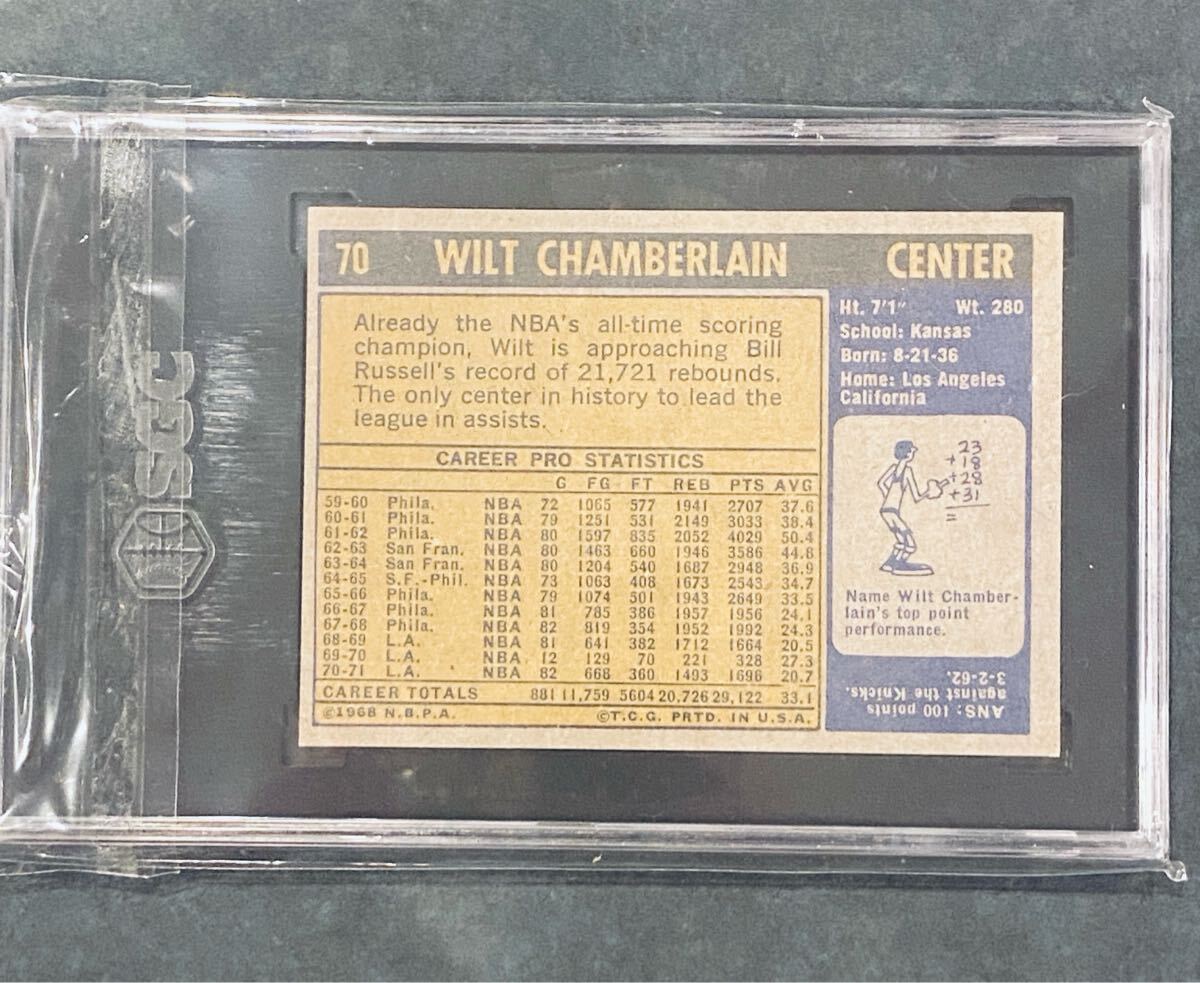 SGC
70 WILT CHAMBERLAIN CENTER
Already the NBA's all-time scoring
champion, Wilt is approaching Bill
Russell's record of 21,721 rebounds.
The only center in history to lead the
league in assists.
CAREER PRO STATISTICS
G FG FT REB PTS AVG
59-60 Phila. NBA 72 1065 577 1941 2707 37.6
60-61 Phila. NBA 79 1251 531 2149 3033 38.4
61-62 Phila. NBA 80 1597 835 2052 4029 50.4
62-63 San Fran. NBA 80 1463 660 1946 3586 44.8
63-64 San Fran. NBA 80 1204 540 1687 2948 36.9
64-65 S.F.-Phil. NBA 73 1063 408 1673 2543 34.7
65-66 Phila. NBA 79 1074 501 1943 2649 33.5
66-67 Phila. NBA 81 785 386 1957 1956 24.1
67-68 Phila. NBA 82 819 354 1952 1992 24.3
68-69 L.A. NBA 81 641 382 1712 1664 20.5
69-70 L.A. NBA 12 129 70 221 328 27.3
70-71 L.A. NBA 82 668 360 1493 1696 20.7
CAREER TOTALS 881 11,759 5604 20,726 29,122 33.1
©1968 N.B.P.A. ©T.C.G. PRTD. IN U.S.A.
Ht. 7'1" Wt. 280
School: Kansas
Born: 8-21-36
Home: Los Angeles
California
23
+18
+28
+31
=
Name Wilt Chamber-
lain's top point
performance.
ANS: 100 points
against the Knicks.
3-2-62.